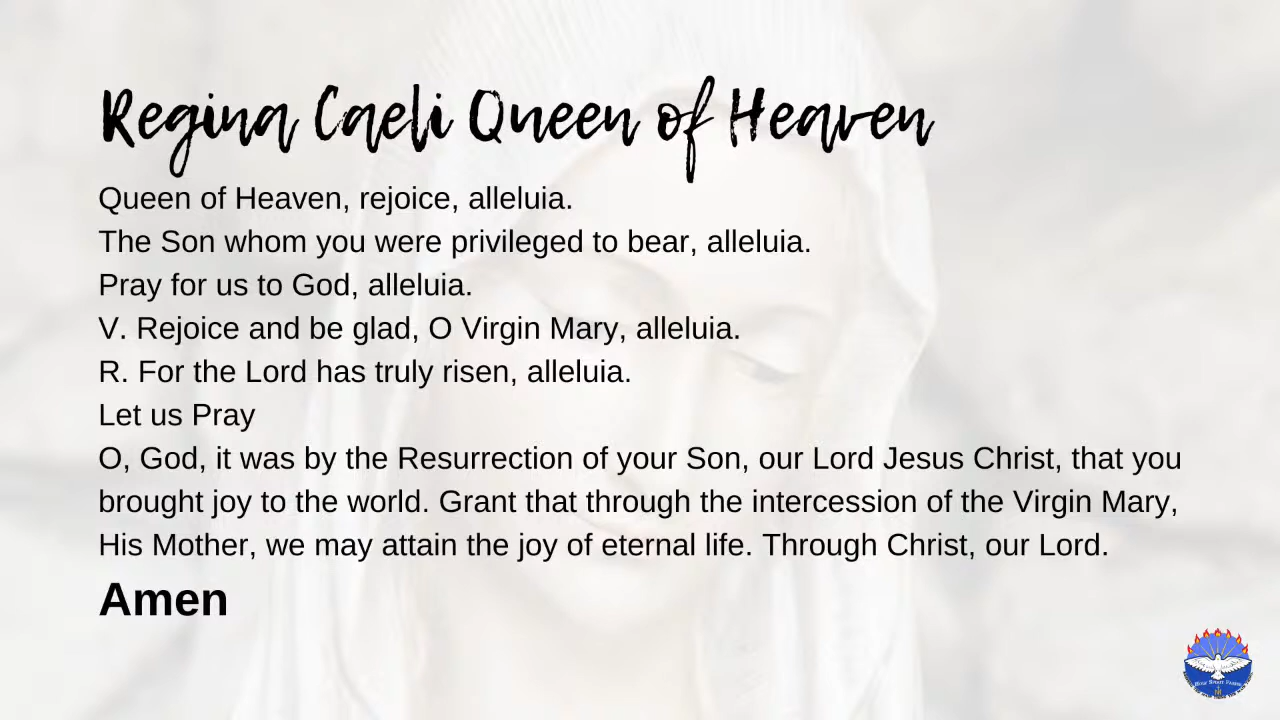 Regina Caeli Queen of Heaven
Queen of Heaven, rejoice, alleluia.
The Son whom you were privileged to bear, alleluia.
Pray for us to God, alleluia.
V. Rejoice and be glad, O Virgin Mary, alleluia.
R. For the Lord has truly risen, alleluia.
Let us Pray
O, God, it was by the Resurrection of your Son, our Lord Jesus Christ, that you
brought joy to the world. Grant that through the intercession of the Virgin Mary,
His Mother, we may attain the joy of eternal life. Through Christ, our Lord.
Amen
Holy Spirit Parish